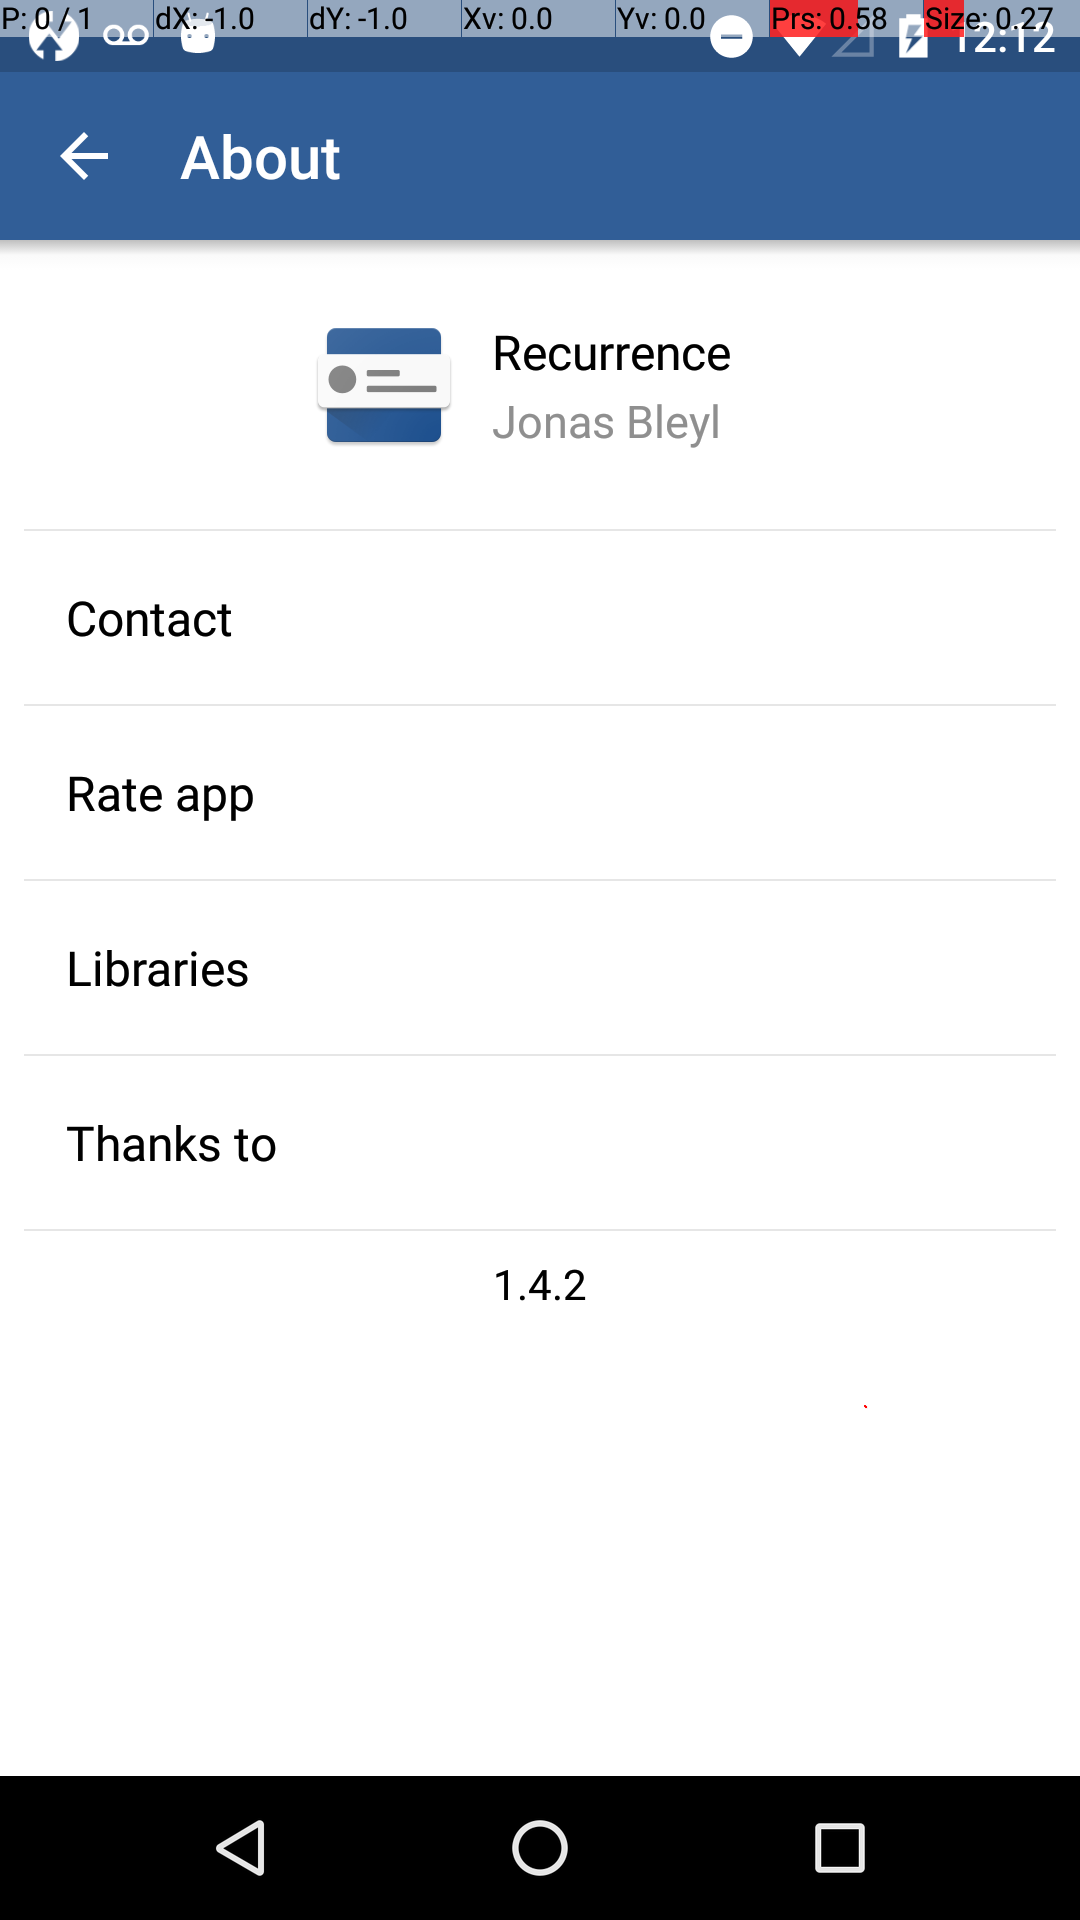 P: 0 / 1 dX: -1.0 dY: -1.0 Xv: 0.0 Yv: 0.0 Prs: 0.58 Size: 0.27
12:12
About
Recurrence
Jonas Bleyl
Contact
Rate app
Libraries
Thanks to
1.4.2